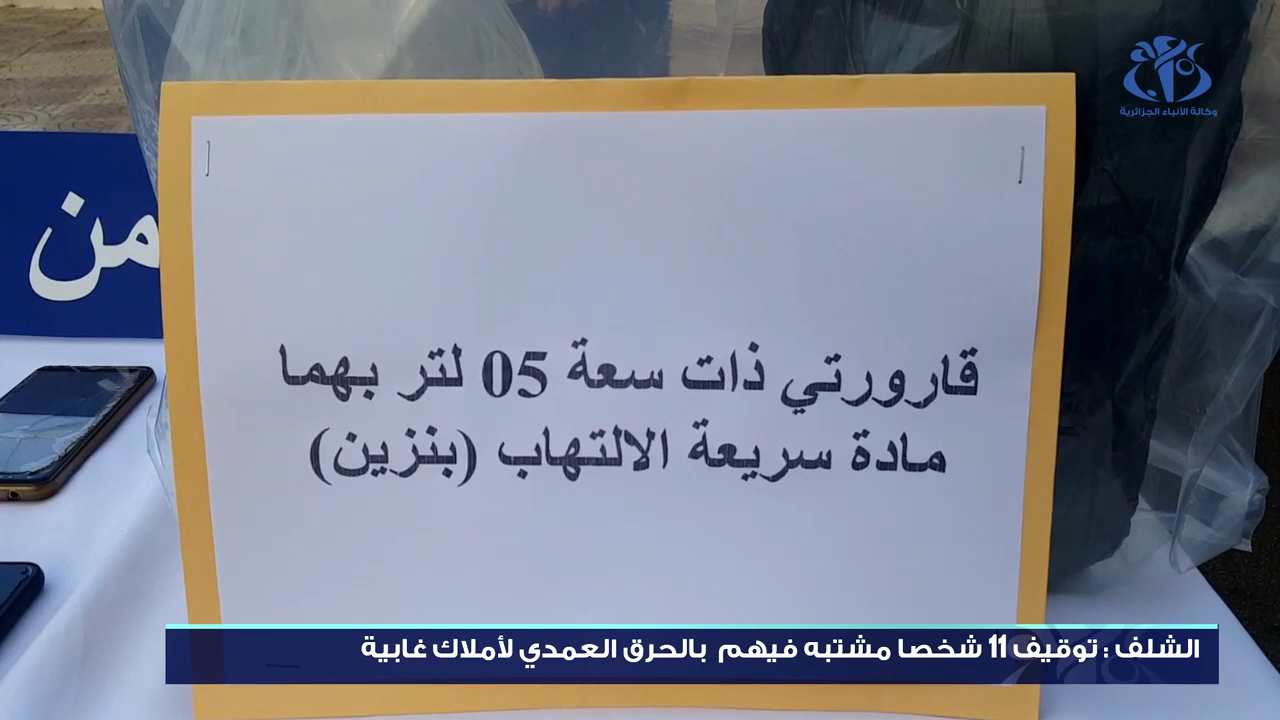 وكالة الأنباء الجزائرية
من
قارورتي ذات سعة 05 لتر بهما
مادة سريعة الالتهاب (بنزين)
الشلف : توقيف 11 شخصا مشتبه فيهم بالحرق العمدي لأملاك غابية